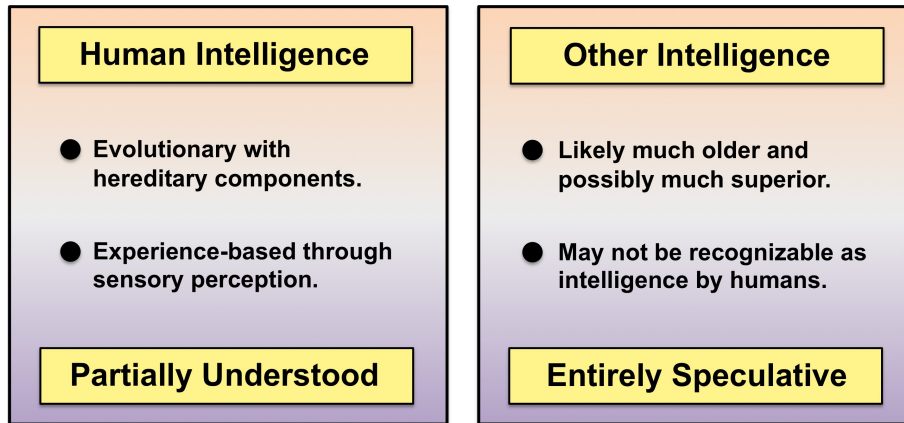 Human Intelligence
● Evolutionary with
hereditary components.
● Experience-based through
sensory perception.
Partially Understood
Other Intelligence
● Likely much older and
possibly much superior.
● May not be recognizable as
intelligence by humans.
Entirely Speculative